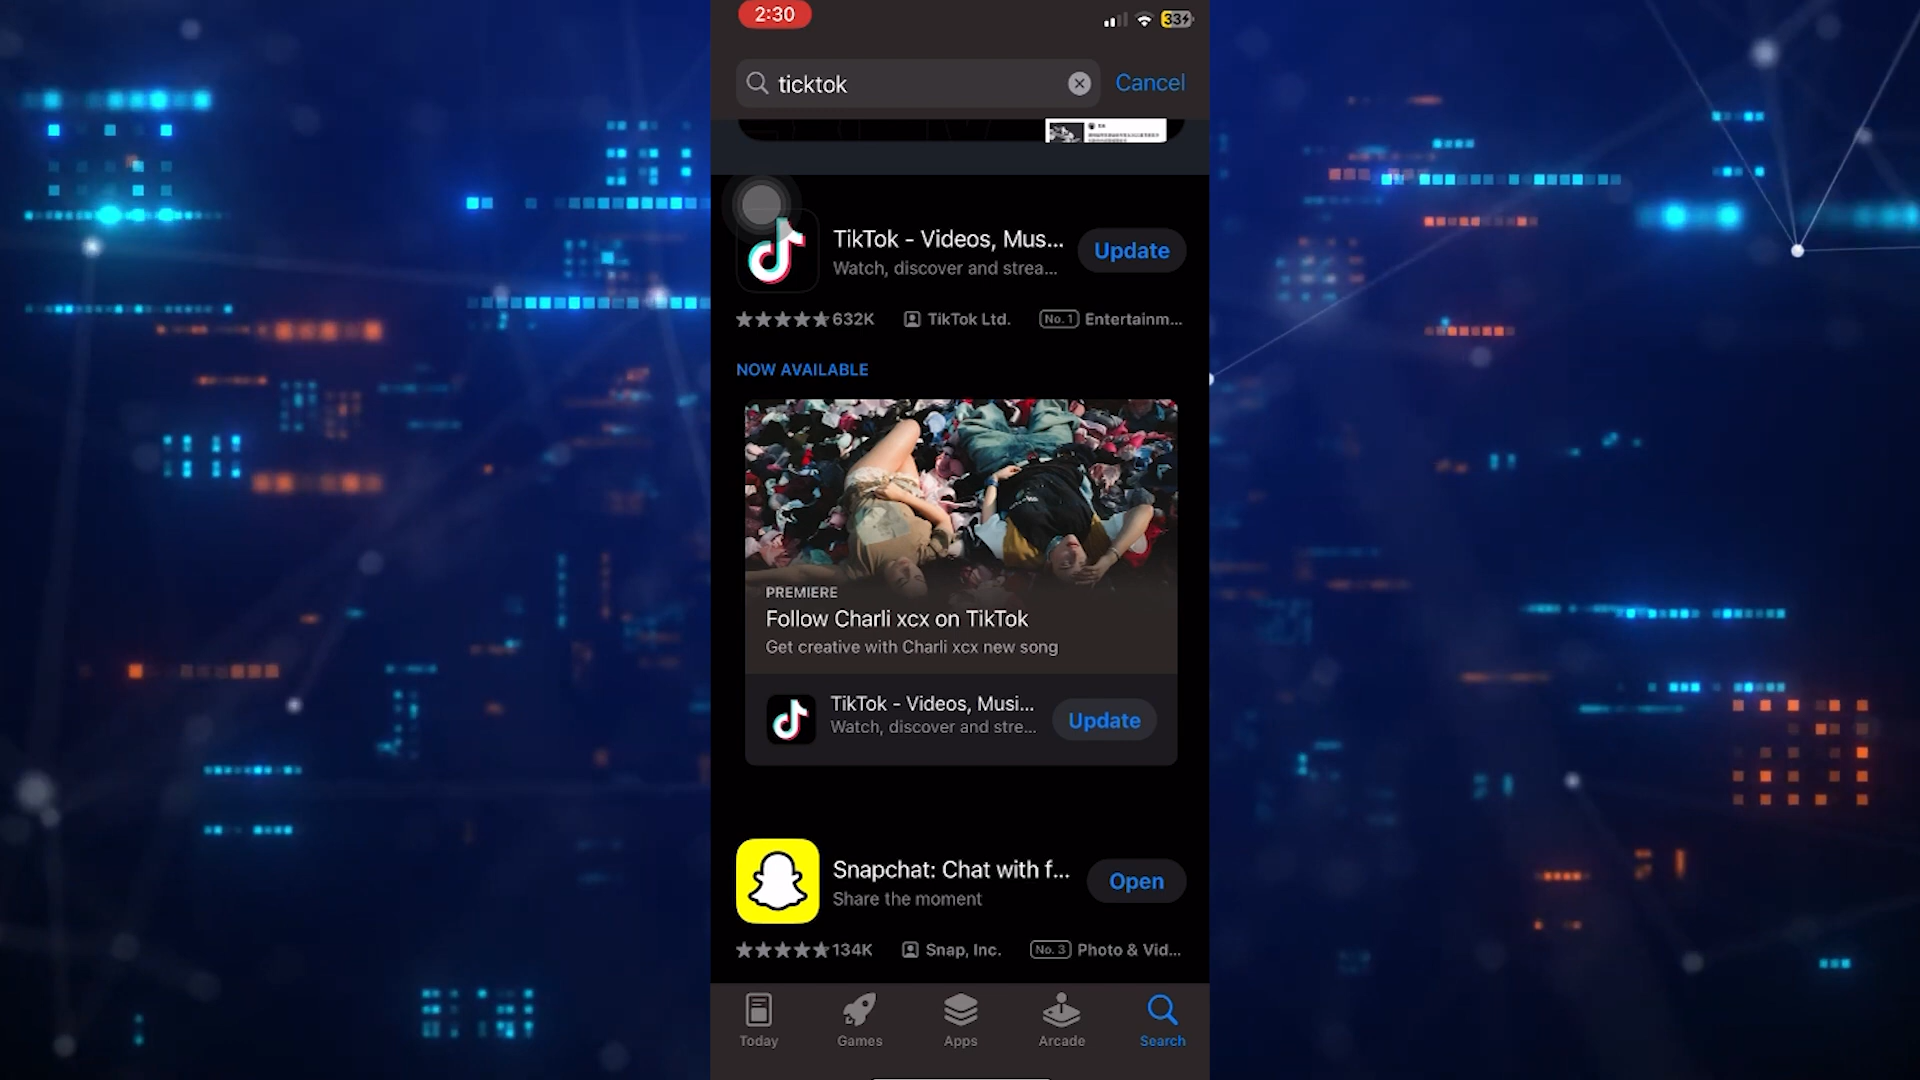 2:30
33
ticktok
Cancel
TikTok - Videos, Mus...
Watch, discover and strea...
Update
632K
TikTok Ltd.
No. 1
Entertainm...
NOW AVAILABLE
PREMIERE
Follow Charli xcx on TikTok
Get creative with Charli xcx new song
TikTok - Videos, Musi...
Watch, discover and stre...
Update
Snapchat: Chat with f...
Share the moment
Open
134K
Snap, Inc.
No. 3
Photo & Vid...
Today
Games
Apps
Arcade
Search